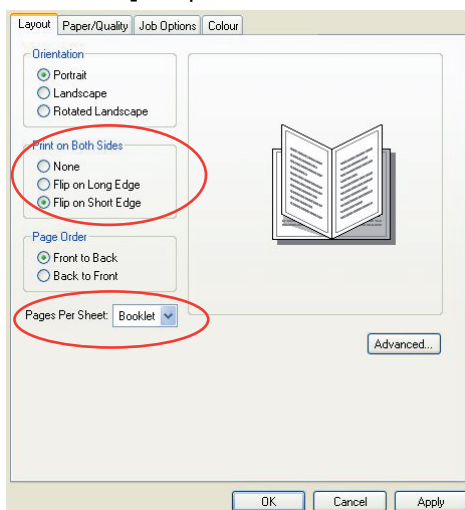 Layout Paper/Quality Job Options Colour
Orientation
Portrait
Landscape
Rotated Landscape
Print on Both Sides
None
Flip on Long Edge
Flip on Short Edge
Page Order
Front to Back
Back to Front
Pages Per Sheet: Booklet
Advanced...
OK Cancel Apply